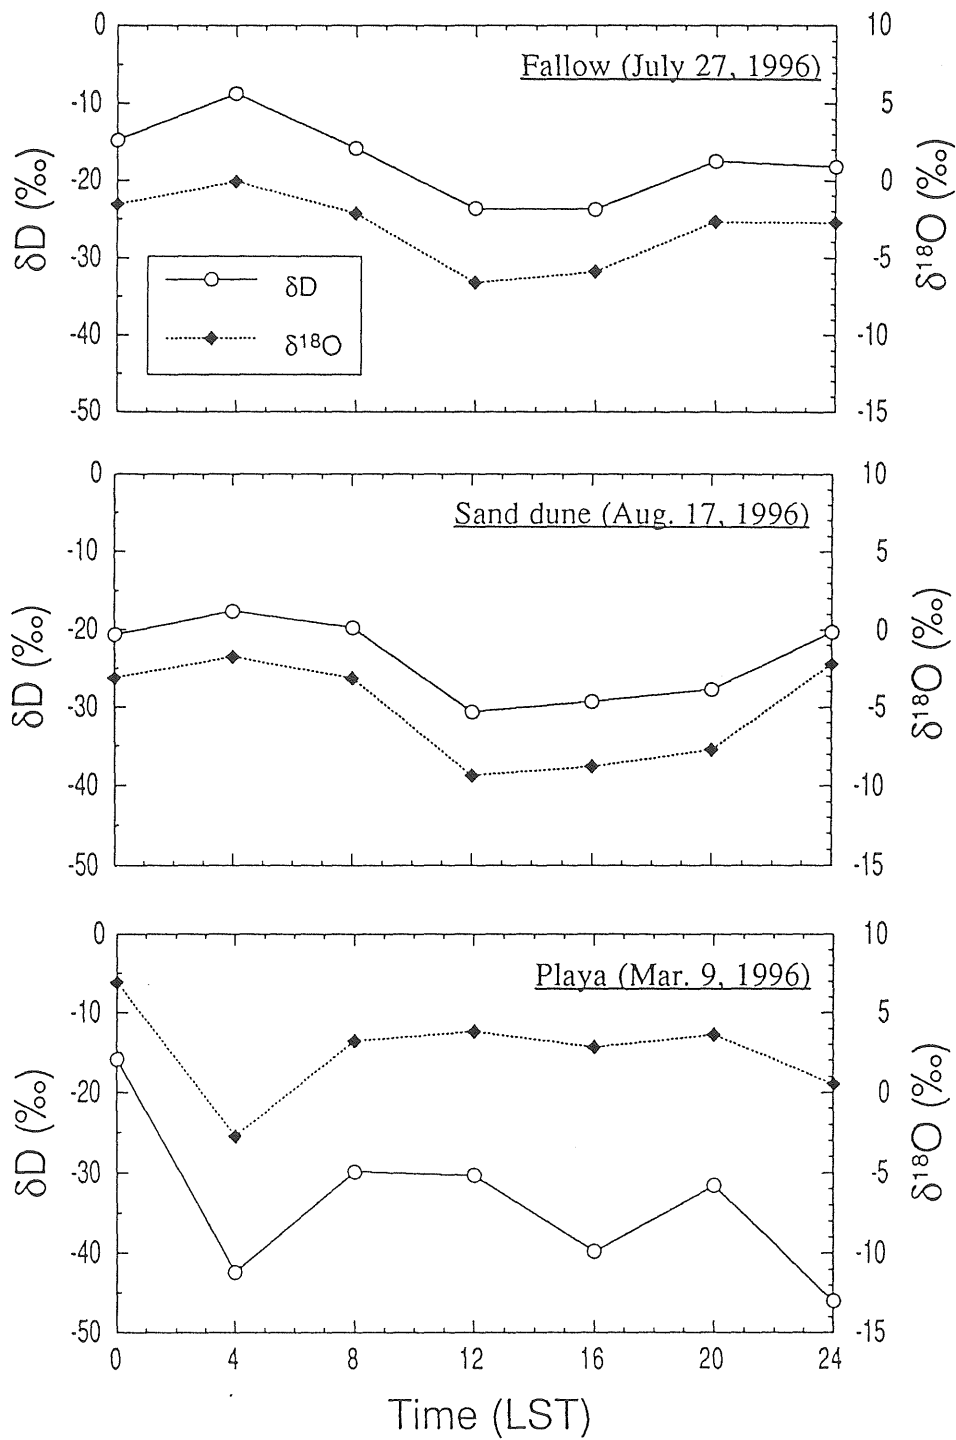 0
-10
-20
-30
-40
-50
δD (‰)
10
5
0
-5
-10
-15
δ¹⁸O (‰)
Fallow (July 27, 1996)
δD
δ¹⁸O
0
-10
-20
-30
-40
-50
δD (‰)
10
5
0
-5
-10
-15
δ¹⁸O (‰)
Sand dune (Aug. 17, 1996)
0
-10
-20
-30
-40
-50
δD (‰)
10
5
0
-5
-10
-15
δ¹⁸O (‰)
Playa (Mar. 9, 1996)
0 4 8 12 16 20 24
Time (LST)